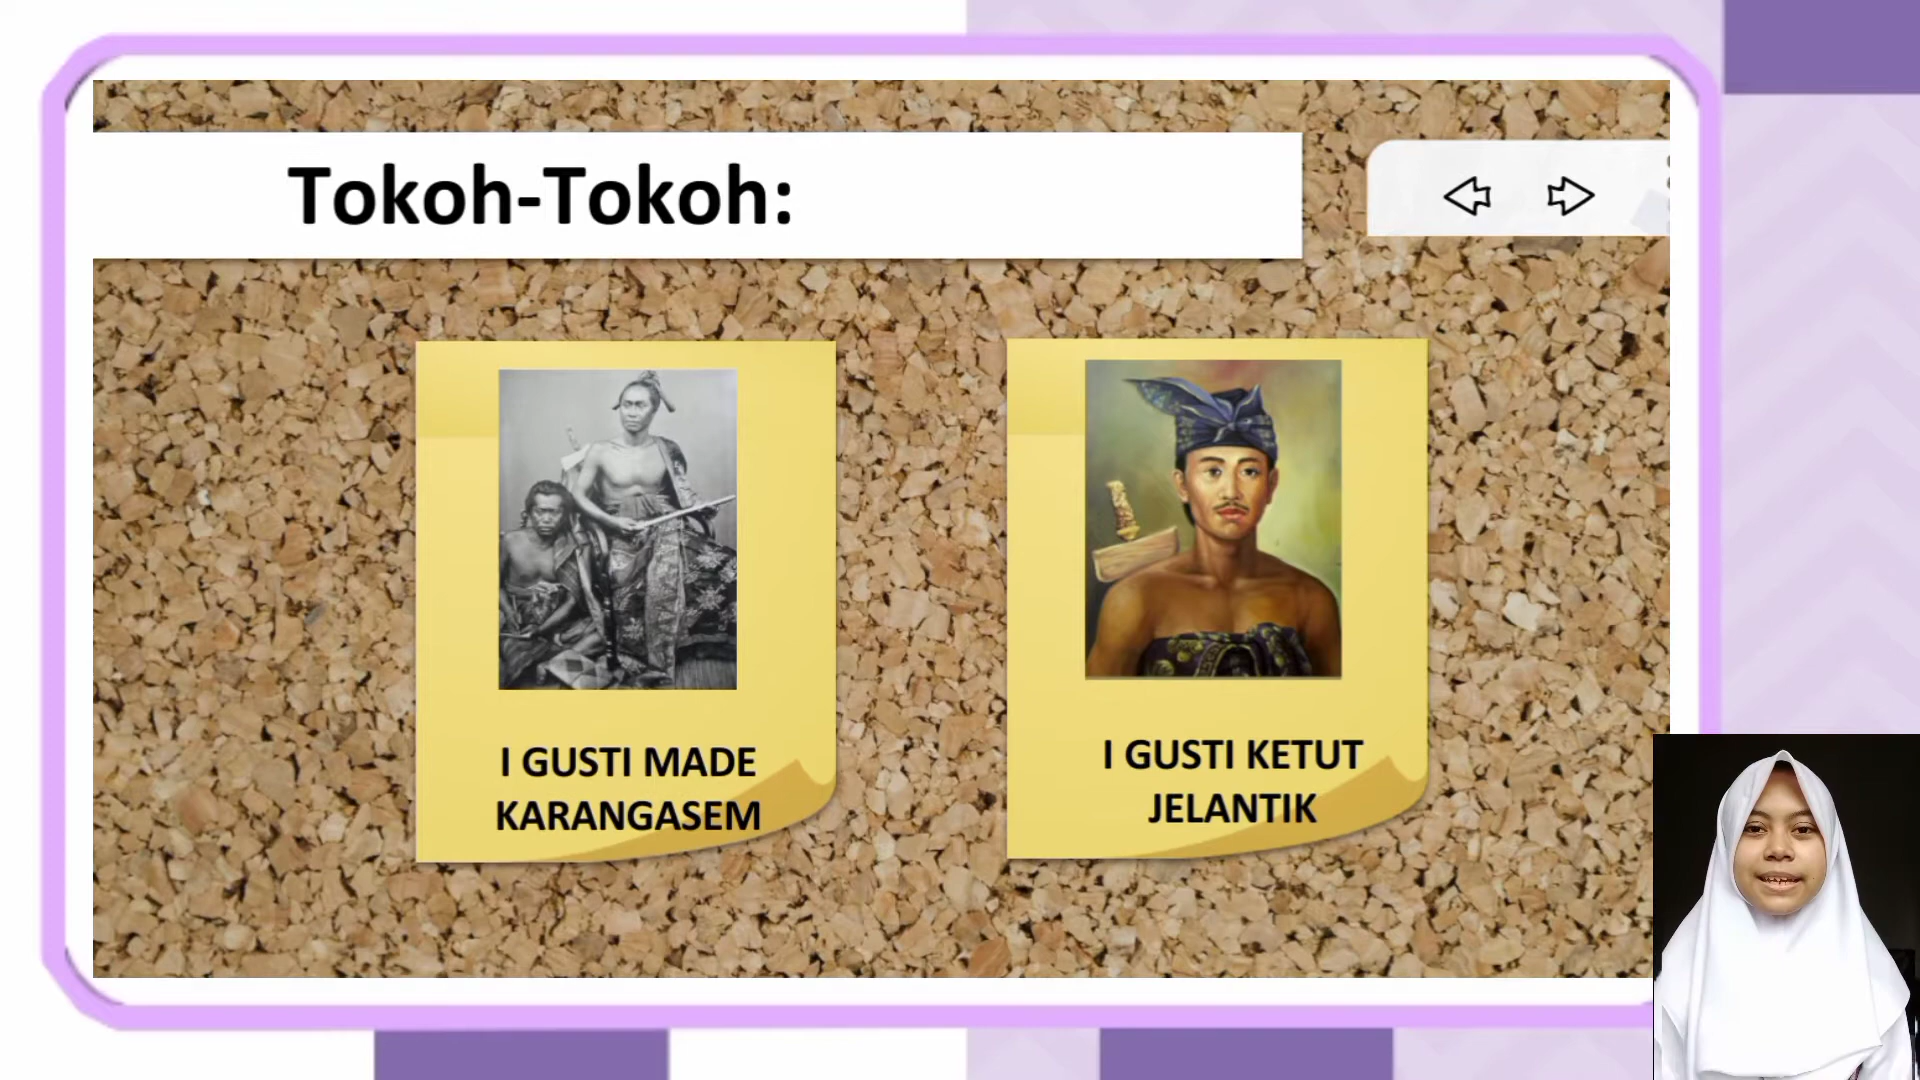 Tokoh-Tokoh:
I GUSTI MADE
KARANGASEM
I GUSTI KETUT
JELANTIK